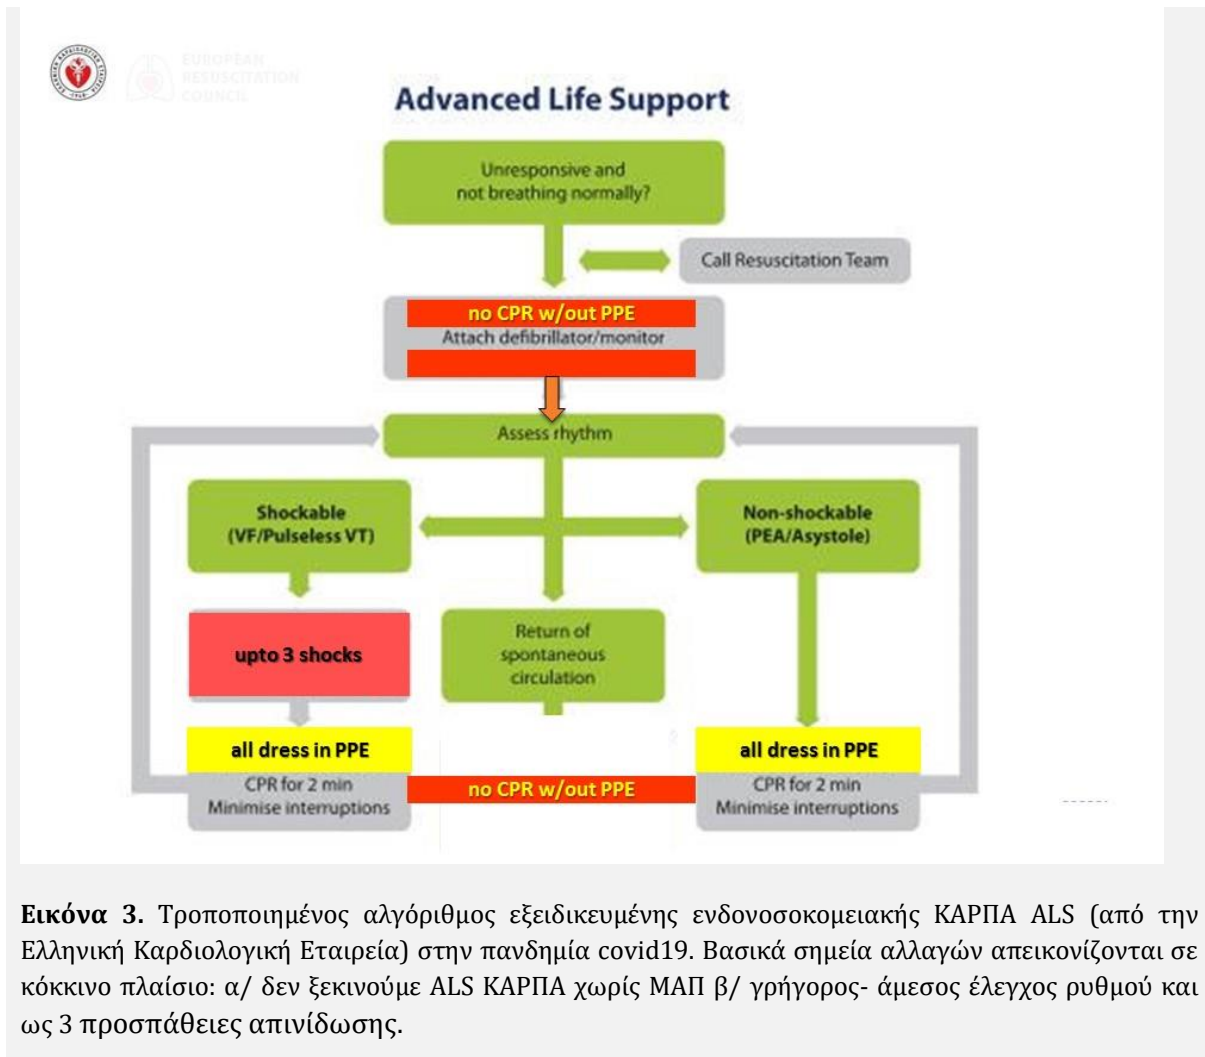 EUROPEAN
RESUSCITATION
COUNCIL
Advanced Life Support
Unresponsive and
not breathing normally?
Call Resuscitation Team
no CPR w/out PPE
Attach defibrillator/monitor
Assess rhythm
Shockable
(VF/Pulseless VT)
Non-shockable
(PEA/Asystole)
upto 3 shocks
Return of
spontaneous
circulation
all dress in PPE
all dress in PPE
CPR for 2 min
Minimise interruptions
no CPR w/out PPE
CPR for 2 min
Minimise interruptions
Εικόνα 3. Τροποποιημένος αλγόριθμος εξειδικευμένης ενδονοσοκομειακής ΚΑΡΠΑ ALS (από την
Ελληνική Καρδιολογική Εταιρεία) στην πανδημία covid19. Βασικά σημεία αλλαγών απεικονίζονται σε
κόκκινο πλαίσιο: α/ δεν ξεκινούμε ALS ΚΑΡΠΑ χωρίς ΜΑΠ β/ γρήγορος- άμεσος έλεγχος ρυθμού και
ως 3 προσπάθειες απινίδωσης.